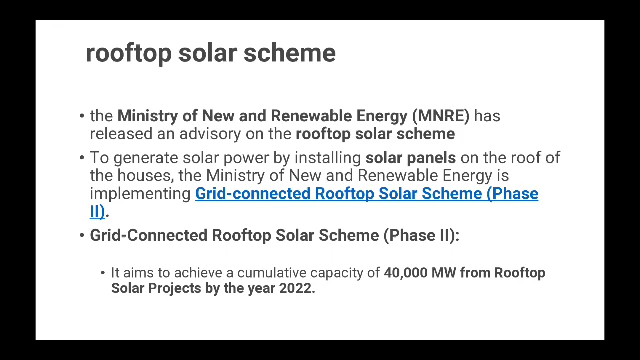 rooftop solar scheme
• the Ministry of New and Renewable Energy (MNRE) has
released an advisory on the rooftop solar scheme
• To generate solar power by installing solar panels on the roof of
the houses, the Ministry of New and Renewable Energy is
implementing Grid-connected Rooftop Solar Scheme (Phase
II).
• Grid-Connected Rooftop Solar Scheme (Phase II):
• It aims to achieve a cumulative capacity of 40,000 MW from Rooftop
Solar Projects by the year 2022.